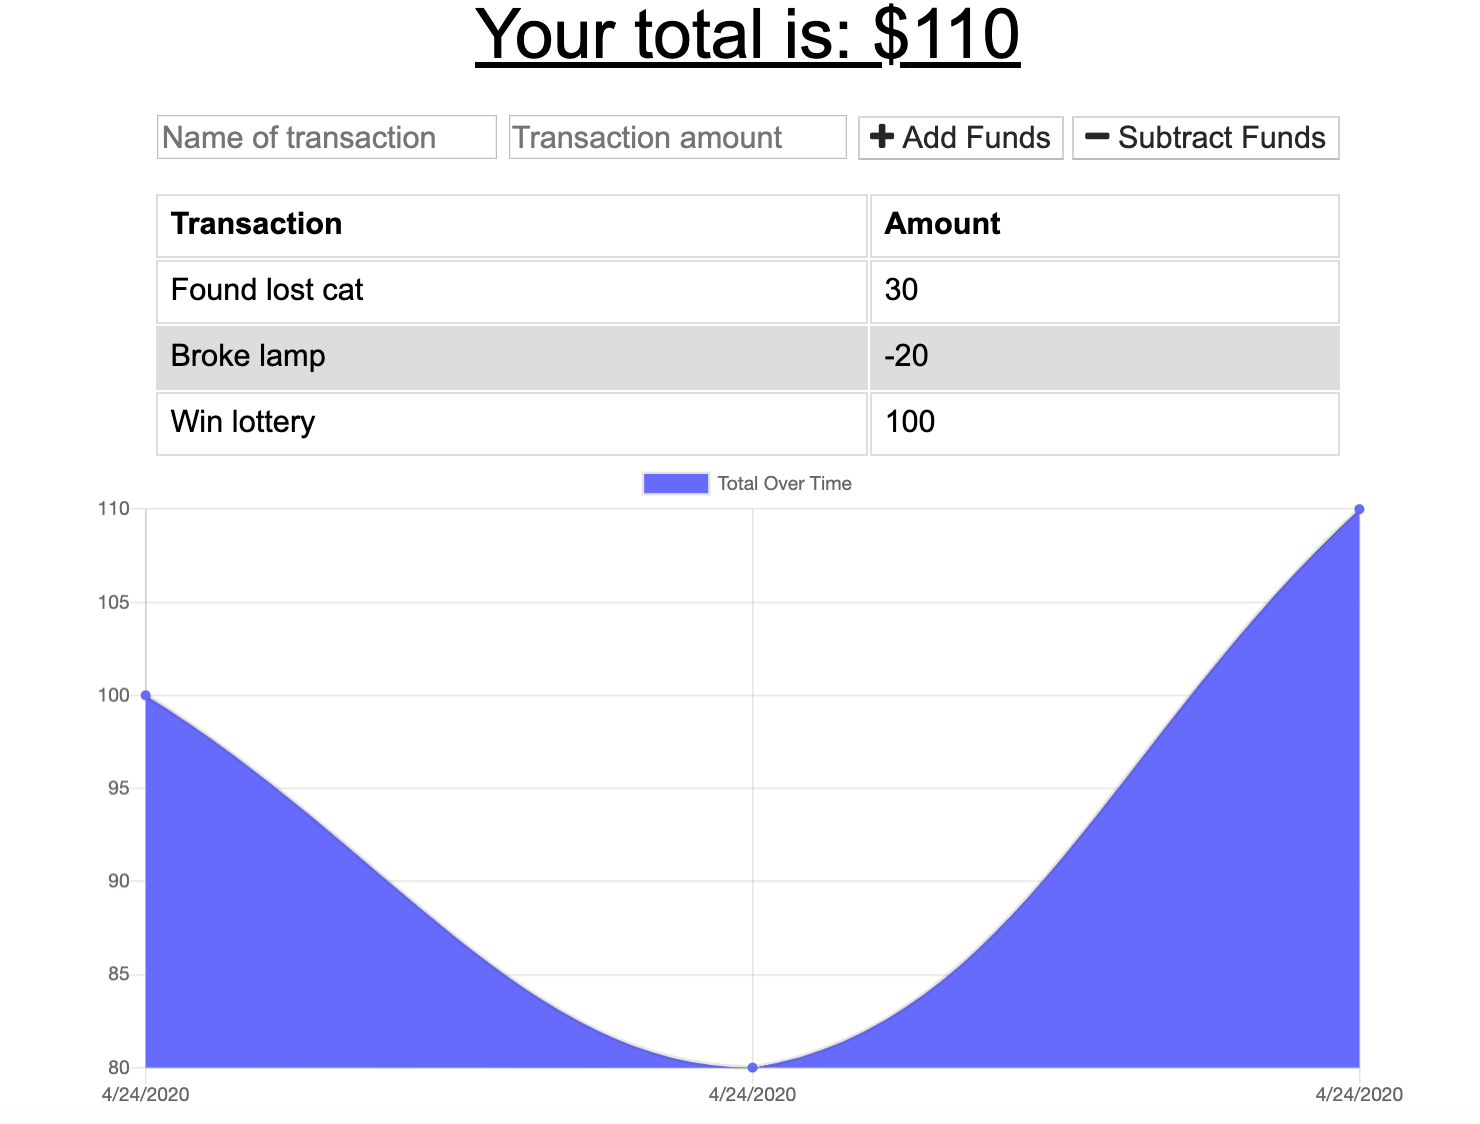 Your total is: $110
Name of transaction Transaction amount + Add Funds − Subtract Funds
Transaction Amount
Found lost cat 30
Broke lamp -20
Win lottery 100
Total Over Time
110
105
100
95
90
85
80
4/24/2020 4/24/2020 4/24/2020